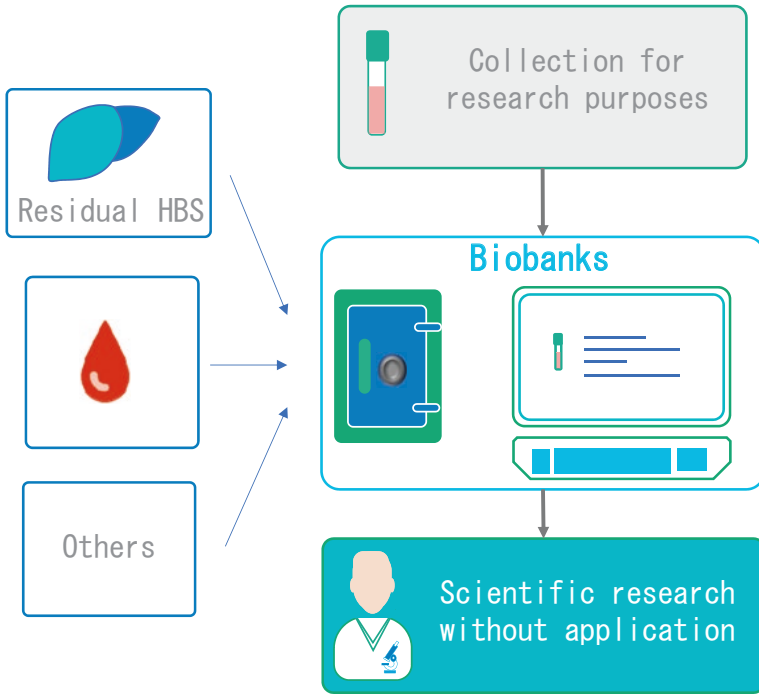 Collection for
research purposes
Residual HBS
Biobanks
Others
Scientific research
without application